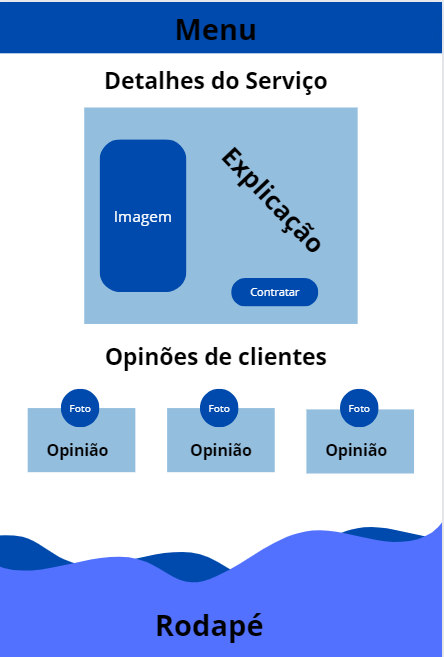 Menu
Detalhes do Serviço
Imagem
Explicação
Contratar
Opinões de clientes
Foto
Foto
Foto
Opinião
Opinião
Opinião
Rodapé